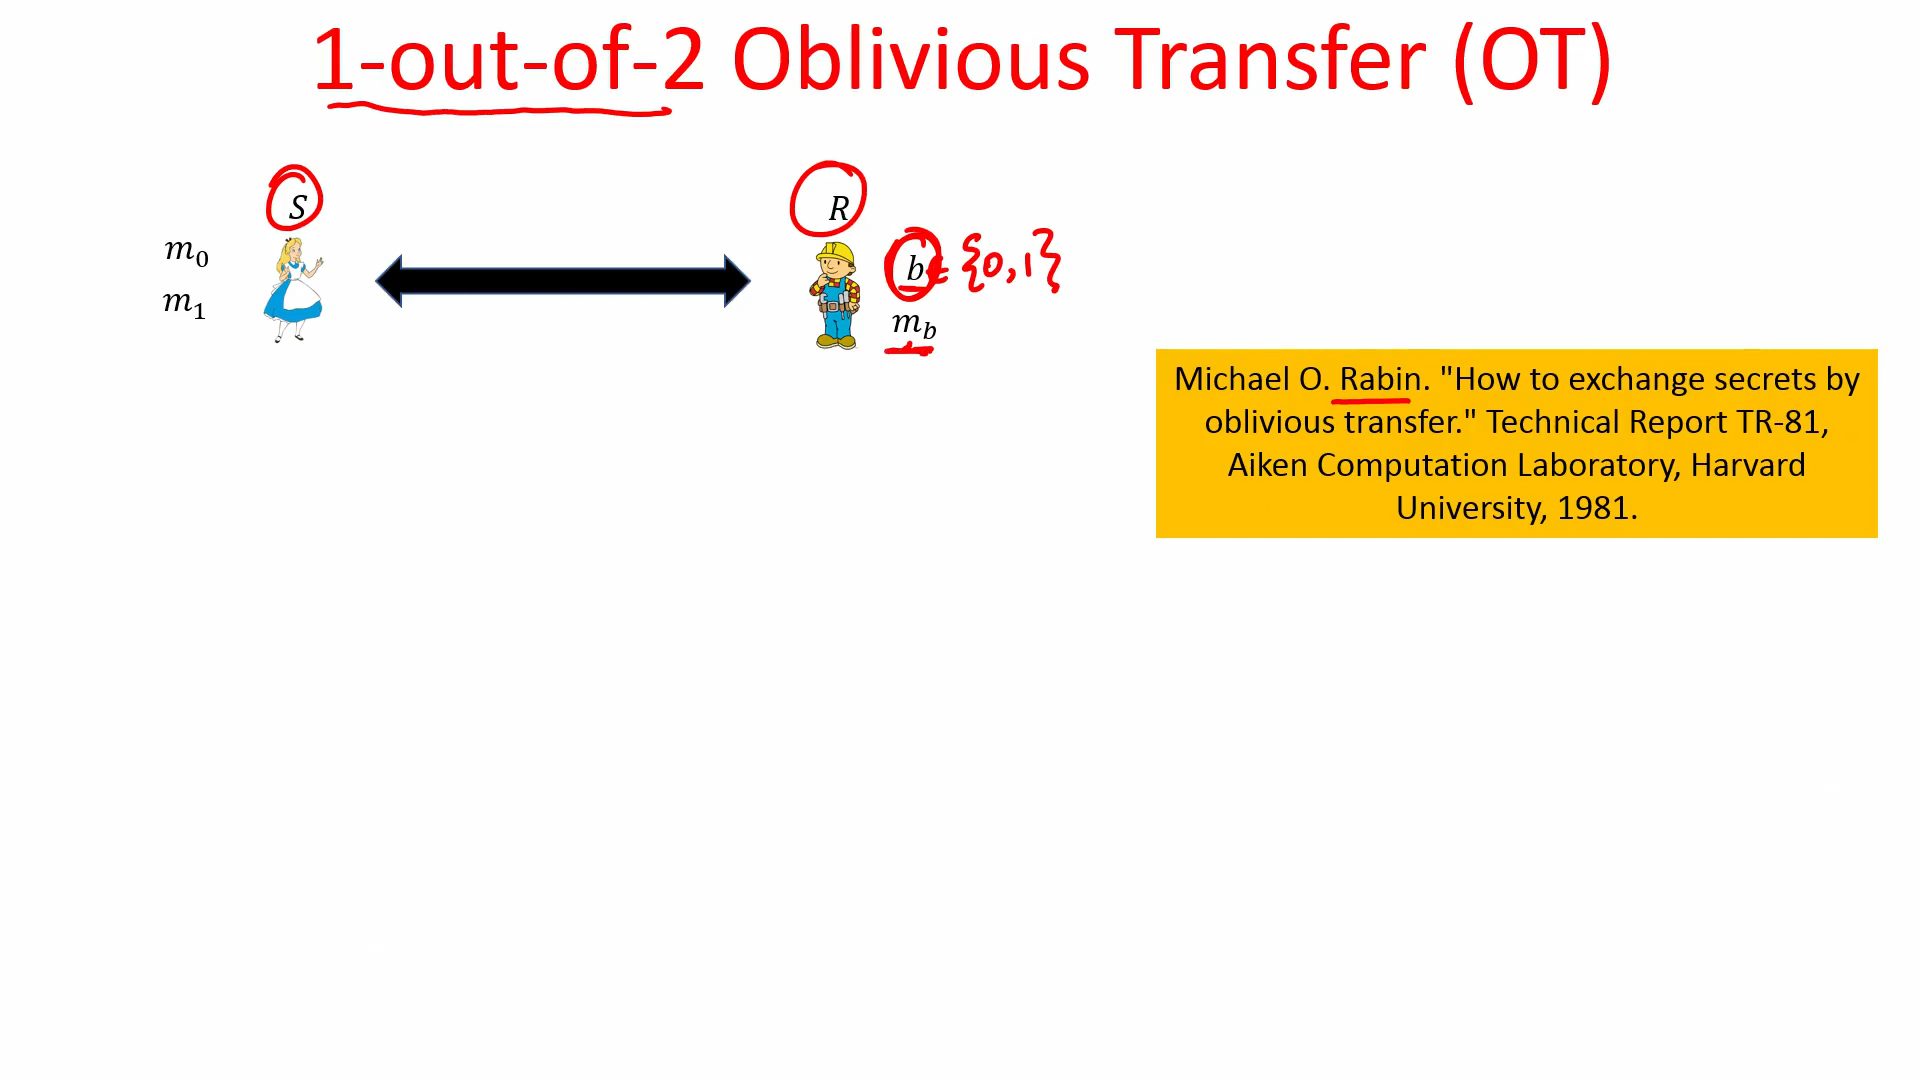 1-out-of-2 Oblivious Transfer (OT)
S
R
m₀
b ∈ {0,1}
m₁
m_b
Michael O. Rabin. "How to exchange secrets by
oblivious transfer." Technical Report TR-81,
Aiken Computation Laboratory, Harvard
University, 1981.